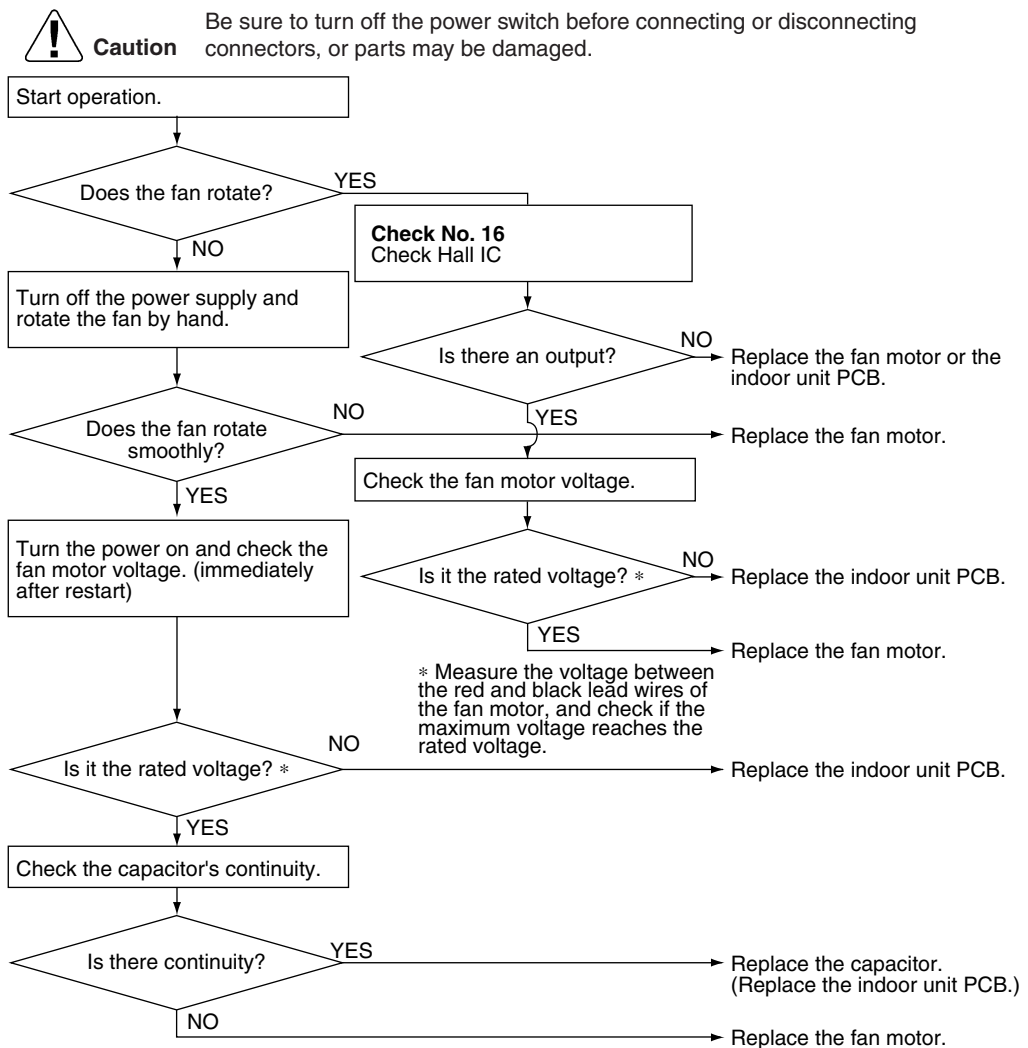 Be sure to turn off the power switch before connecting or disconnecting
Caution connectors, or parts may be damaged.
Start operation.
Does the fan rotate?
YES
NO
Check No. 16
Check Hall IC
Turn off the power supply and
rotate the fan by hand.
Is there an output?
NO
Replace the fan motor or the
indoor unit PCB.
YES
Does the fan rotate
smoothly?
NO
Replace the fan motor.
YES
Check the fan motor voltage.
Turn the power on and check the
fan motor voltage. (immediately
after restart)
Is it the rated voltage? *
NO
Replace the indoor unit PCB.
YES
Replace the fan motor.
* Measure the voltage between
the red and black lead wires of
the fan motor, and check if the
maximum voltage reaches the
rated voltage.
Is it the rated voltage? *
NO
Replace the indoor unit PCB.
YES
Check the capacitor's continuity.
Is there continuity?
YES
Replace the capacitor.
(Replace the indoor unit PCB.)
NO
Replace the fan motor.